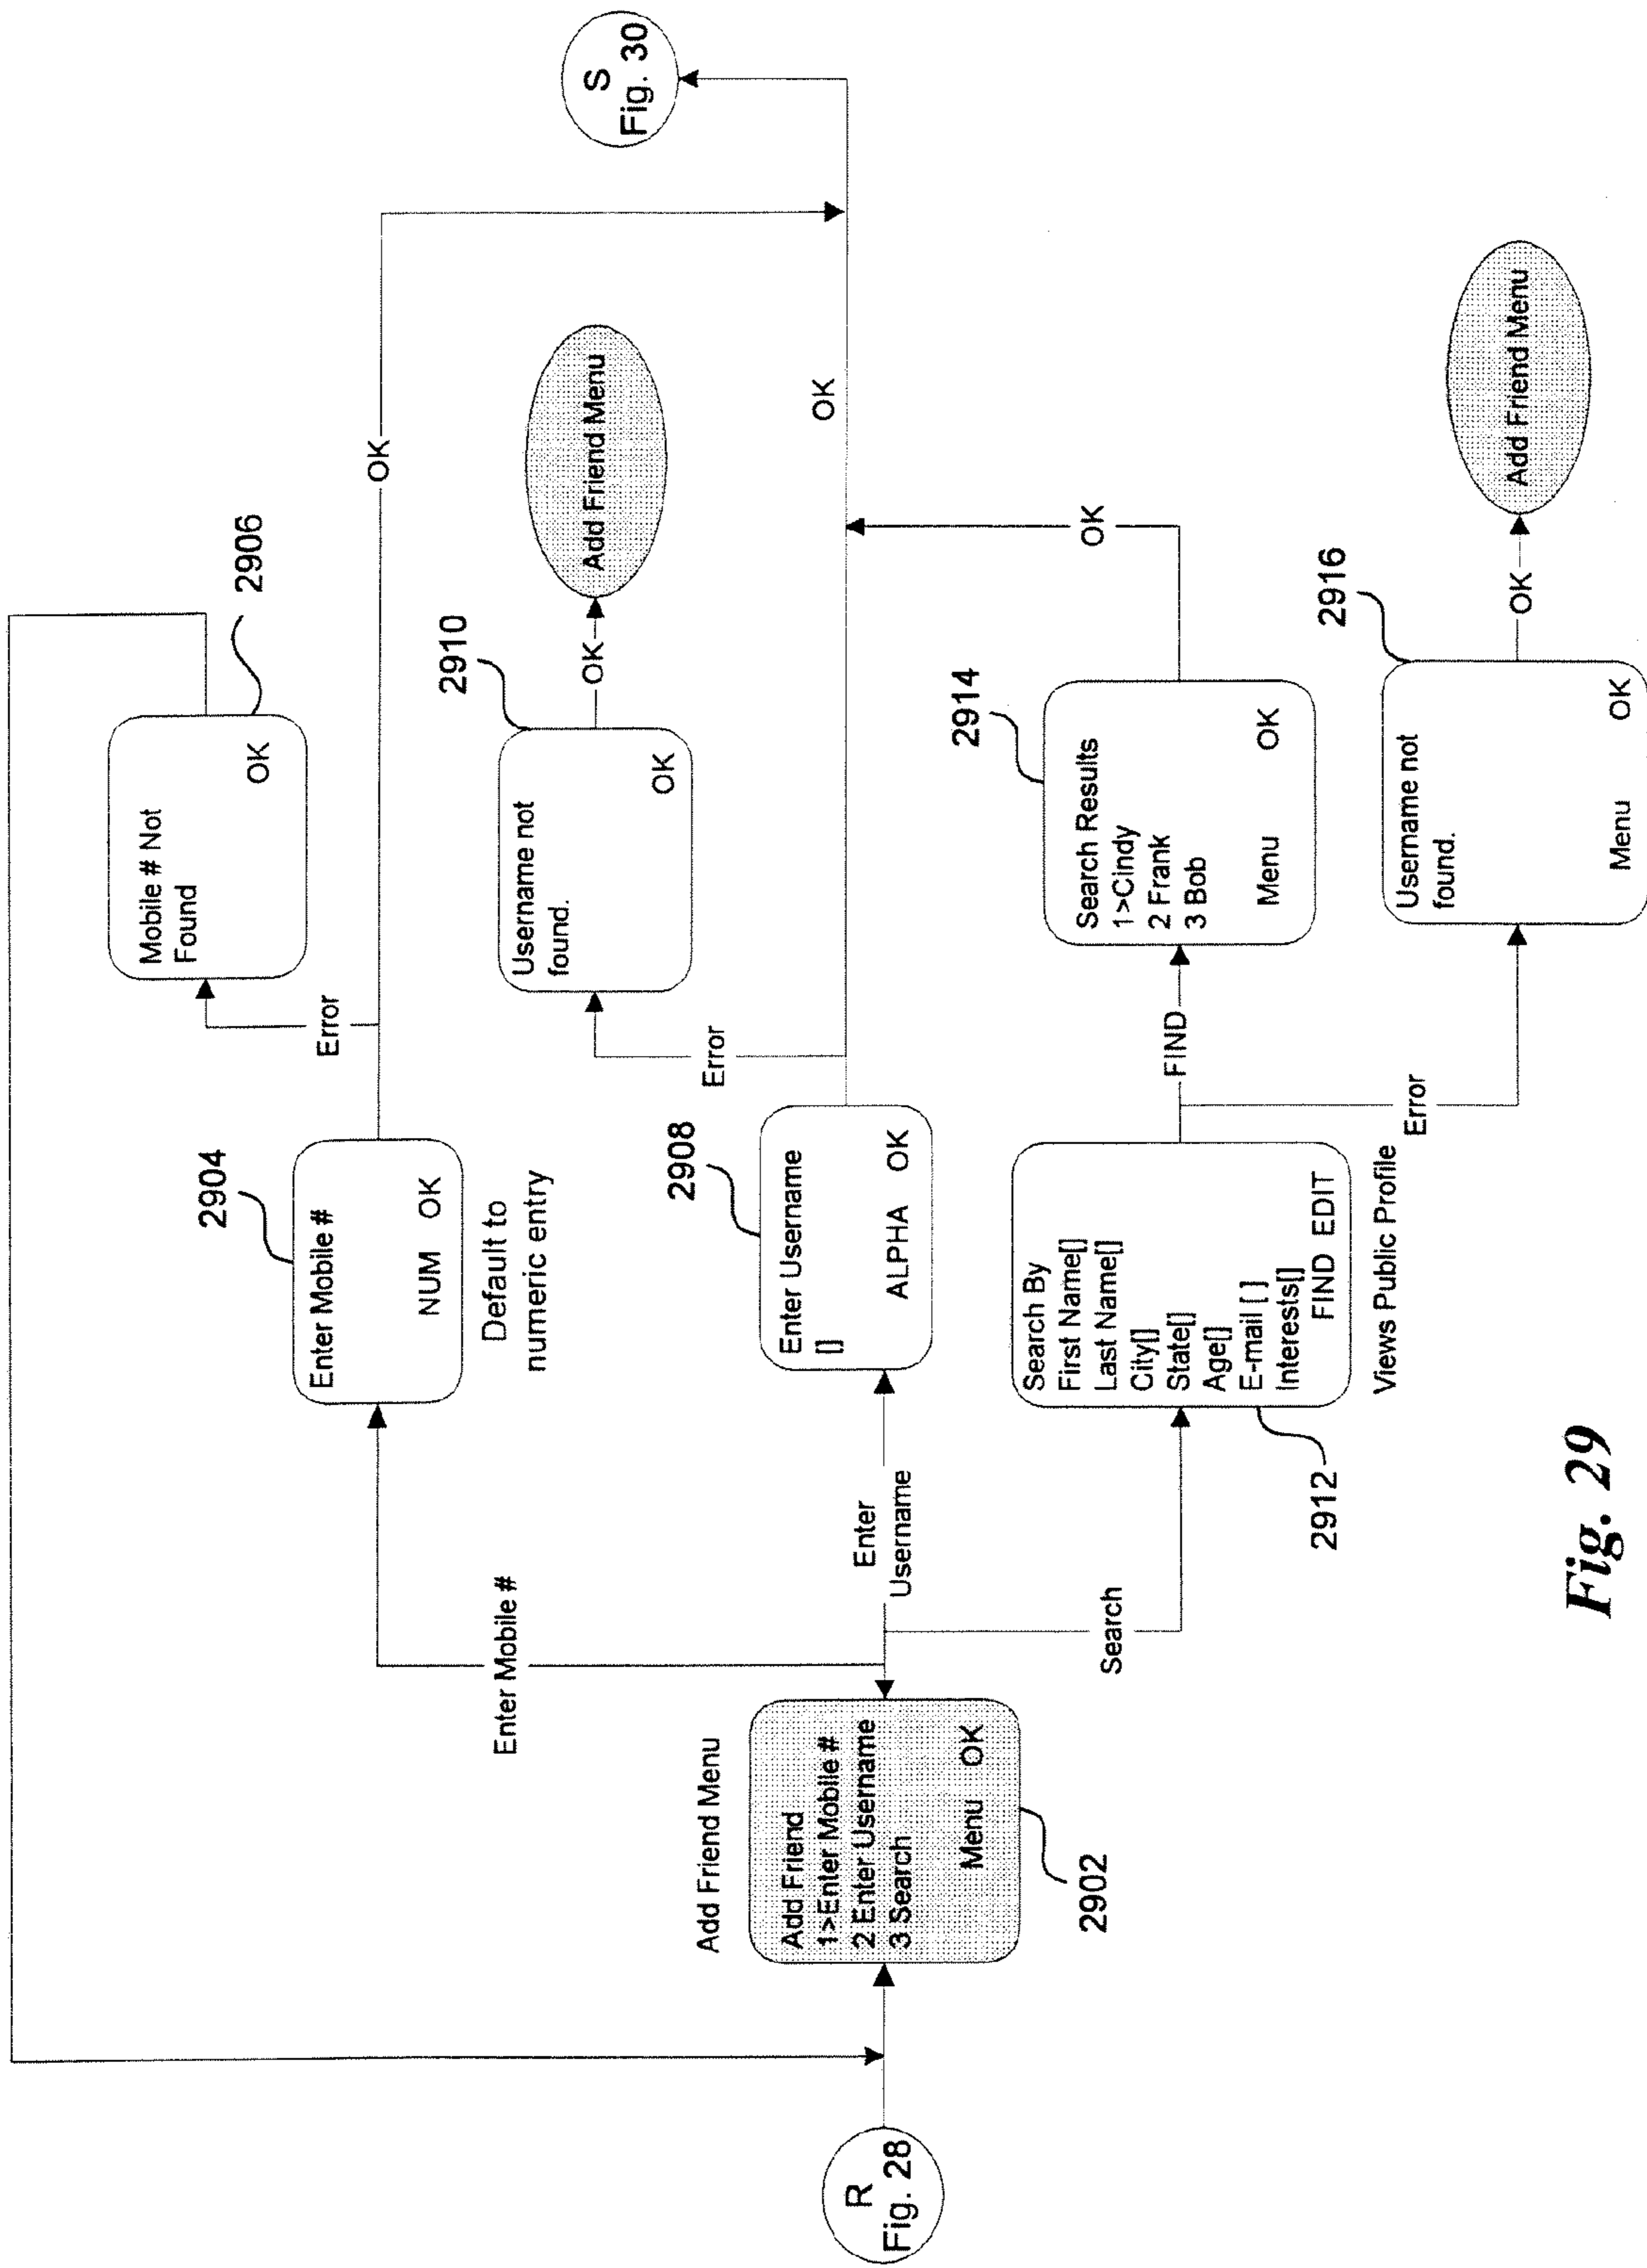 R
Fig. 28
Add Friend Menu
Add Friend
1>Enter Mobile #
2 Enter Username
3 Search
Menu OK
2902
Enter Mobile #
Enter
Username
Search
2904
Enter Mobile #
NUM OK
Default to
numeric entry
Error
2906
Mobile # Not
Found
OK
OK
2908
Enter Username
[]
ALPHA OK
Error
2910
Username not
found.
OK
OK
Add Friend Menu
OK
S
Fig. 30
2912
Search By
First Name[]
Last Name[]
City[]
State[]
Age[]
E-mail [ ]
Interests[]
FIND EDIT
Views Public Profile
FIND
Error
2914
Search Results
1>Cindy
2 Frank
3 Bob
Menu OK
OK
2916
Username not
found.
Menu OK
OK
Add Friend Menu
Fig. 29